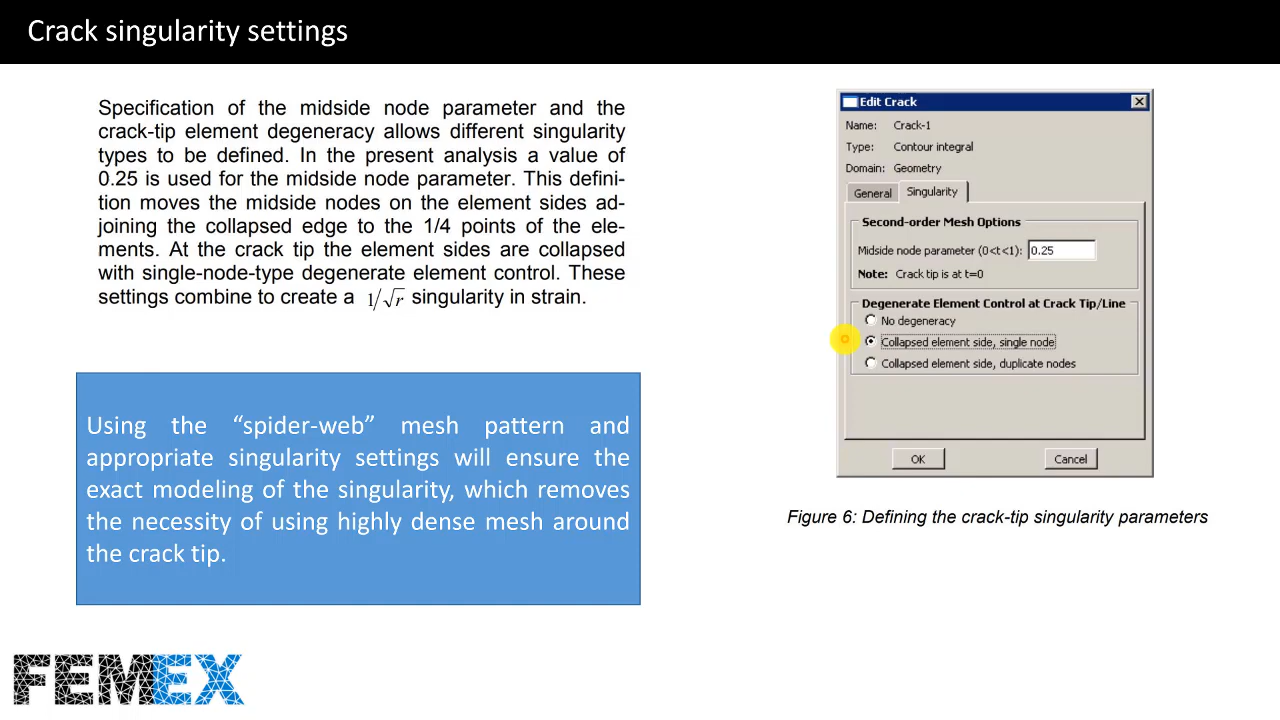 Crack singularity settings
Specification of the midside node parameter and the
crack-tip element degeneracy allows different singularity
types to be defined. In the present analysis a value of
0.25 is used for the midside node parameter. This defini-
tion moves the midside nodes on the element sides ad-
joining the collapsed edge to the 1/4 points of the ele-
ments. At the crack tip the element sides are collapsed
with single-node-type degenerate element control. These
settings combine to create a 1/√r singularity in strain.
Using the “spider-web” mesh pattern and
appropriate singularity settings will ensure the
exact modeling of the singularity, which removes
the necessity of using highly dense mesh around
the crack tip.
Edit Crack
Name: Crack-1
Type: Contour integral
Domain: Geometry
General Singularity
Second-order Mesh Options
Midside node parameter (0<t<1): 0.25
Note: Crack tip is at t=0
Degenerate Element Control at Crack Tip/Line
No degeneracy
Collapsed element side, single node
Collapsed element side, duplicate nodes
OK Cancel
Figure 6: Defining the crack-tip singularity parameters
FEMEX